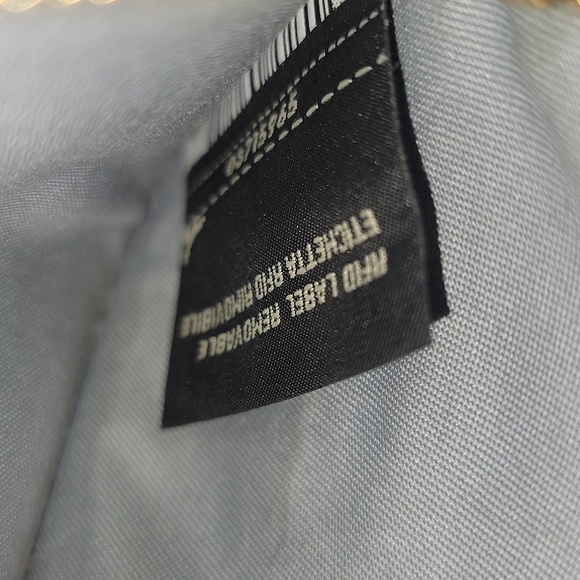 RFID LABEL REMOVABLE
ETICHETTA RFID RIMOVIBILE